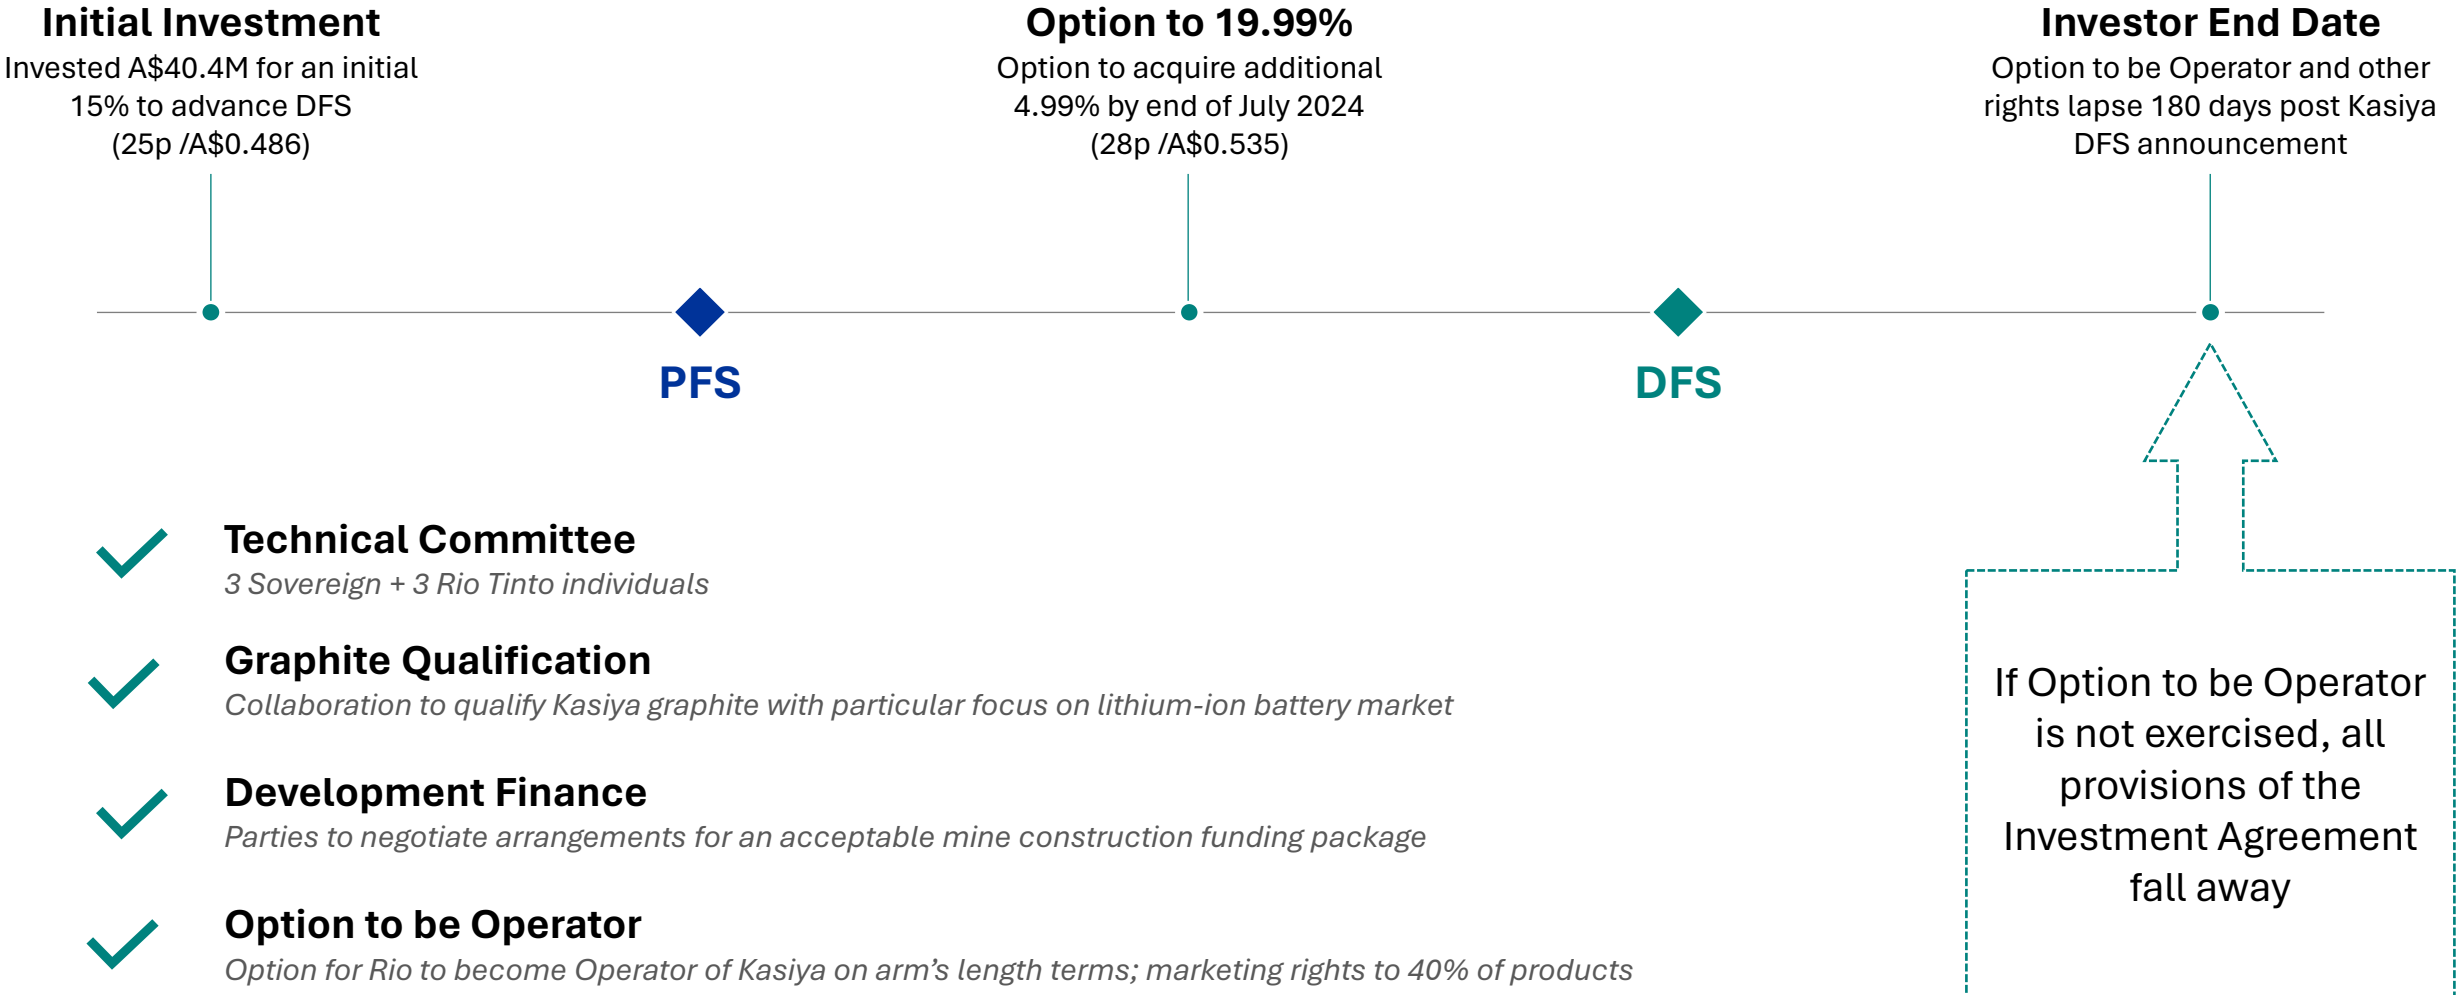 Initial Investment
Invested A$40.4M for an initial
15% to advance DFS
(25p /A$0.486)
Option to 19.99%
Option to acquire additional
4.99% by end of July 2024
(28p /A$0.535)
Investor End Date
Option to be Operator and other
rights lapse 180 days post Kasiya
DFS announcement
PFS
DFS
Technical Committee
3 Sovereign + 3 Rio Tinto individuals
Graphite Qualification
Collaboration to qualify Kasiya graphite with particular focus on lithium-ion battery market
Development Finance
Parties to negotiate arrangements for an acceptable mine construction funding package
Option to be Operator
Option for Rio to become Operator of Kasiya on arm’s length terms; marketing rights to 40% of products
If Option to be Operator
is not exercised, all
provisions of the
Investment Agreement
fall away